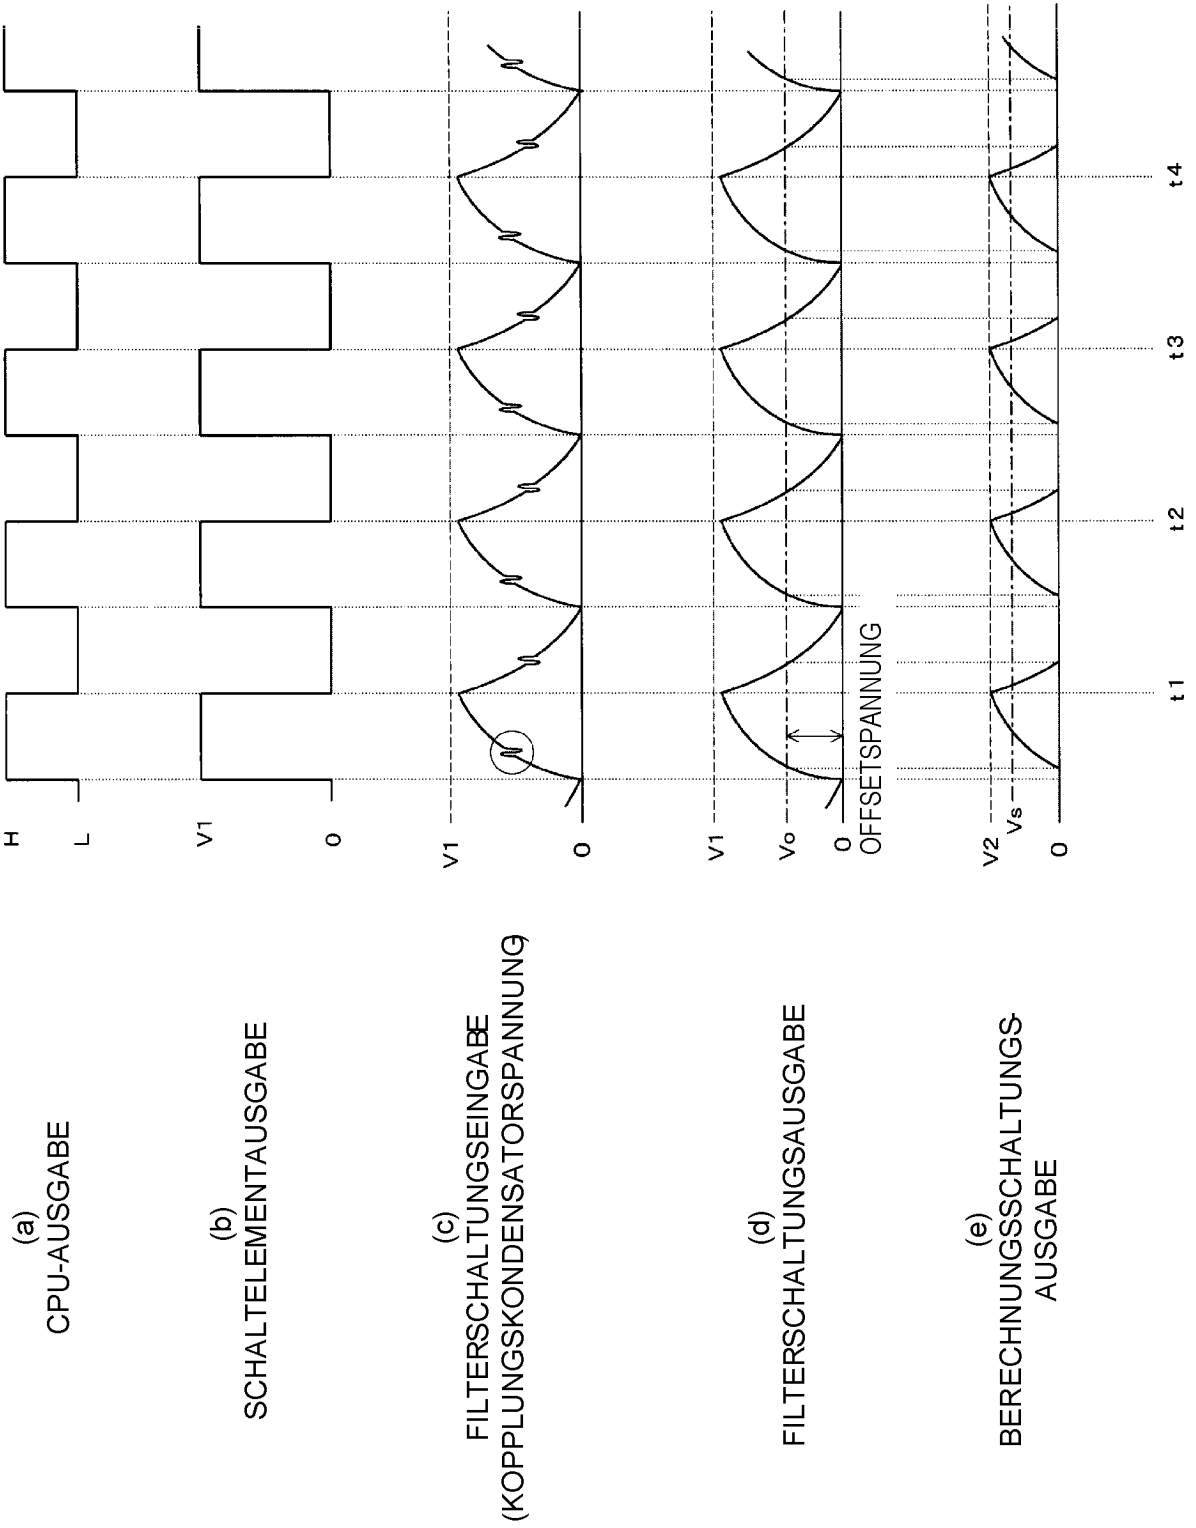 (a)
CPU-AUSGABE
H
L
(b)
SCHALTELEMENTAUSGABE
V1
0
(c)
FILTERSCHALTUNGSEINGABE
(KOPPLUNGSKONDENSATORSPANNUNG)
V1
0
(d)
FILTERSCHALTUNGSAUSGABE
V1
Vo
0
OFFSETSPANNUNG
(e)
BERECHNUNGSSCHALTUNGS-
AUSGABE
V2
Vs
0
t1
t2
t3
t4